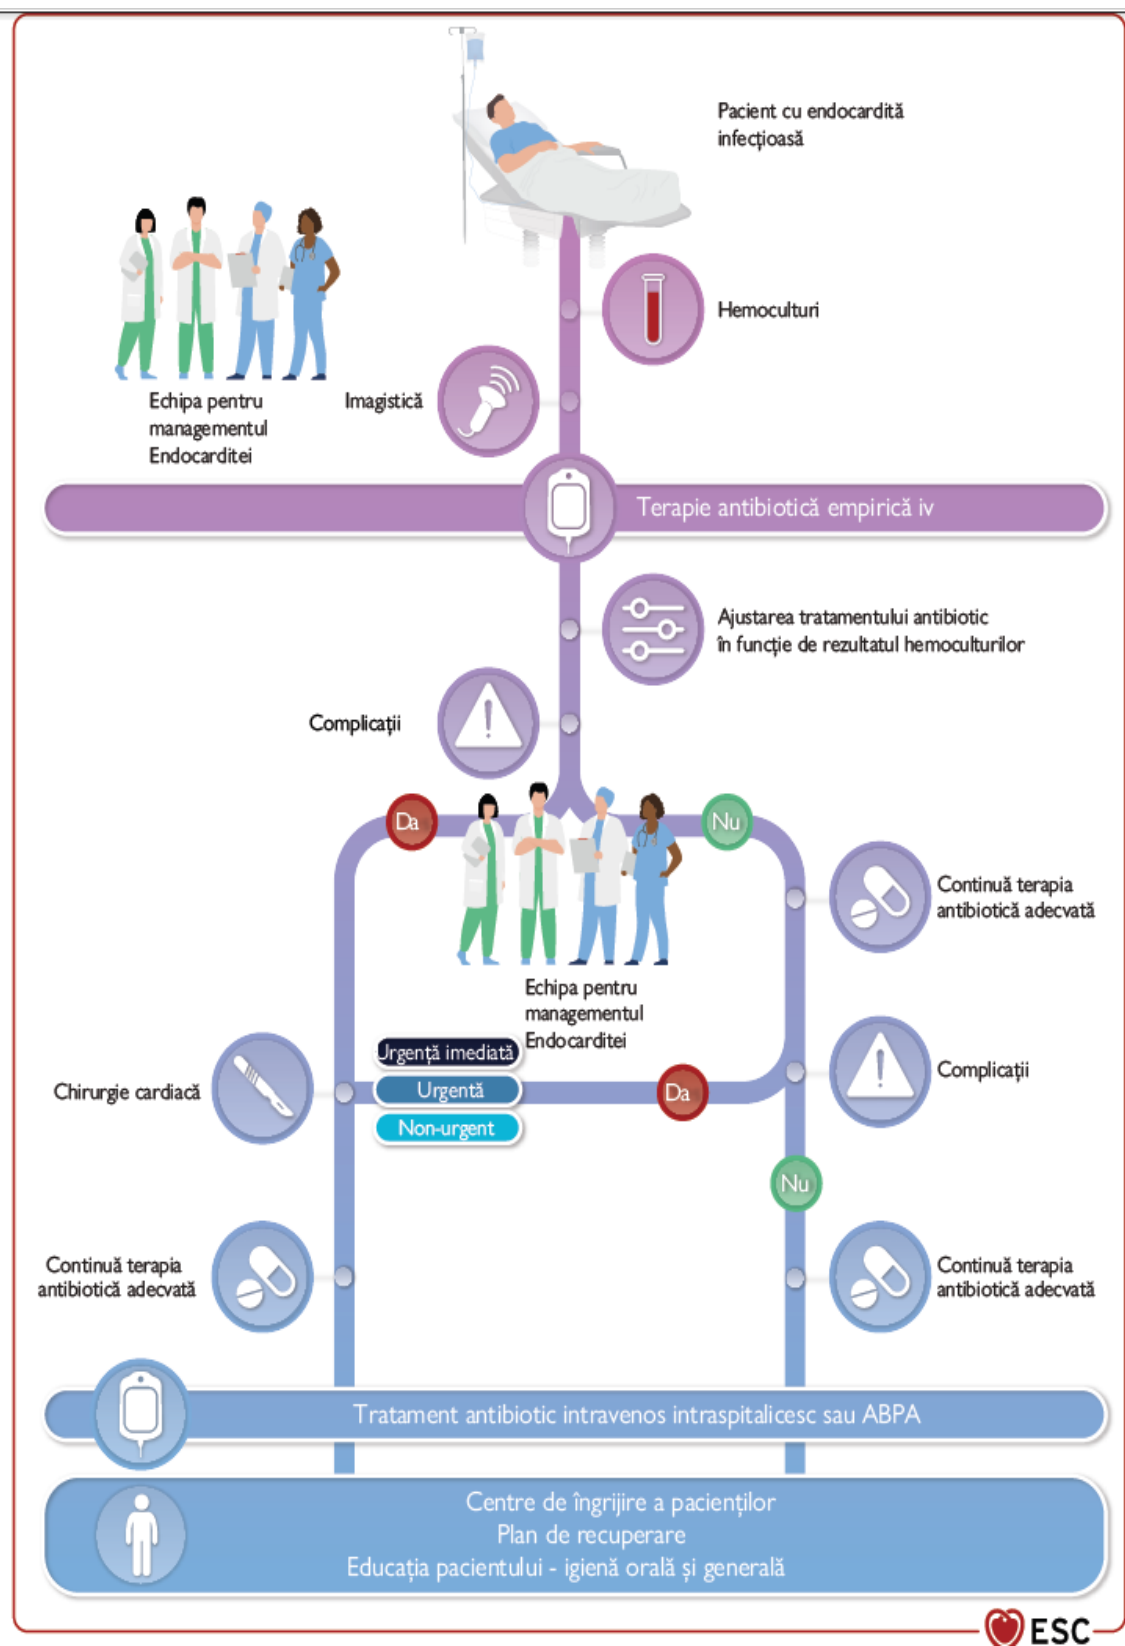 Pacient cu endocardită
infecțioasă
Hemoculturi
Echipa pentru
managementul
Endocarditei
Imagistică
Terapie antibiotică empirică iv
Ajustarea tratamentului antibiotic
în funcție de rezultatul hemoculturilor
Complicații
Da
Nu
Continuă terapia
antibiotică adecvată
Echipa pentru
managementul
Endocarditei
Urgență imediată
Urgentă
Non-urgent
Chirurgie cardiacă
Da
Complicații
Nu
Continuă terapia
antibiotică adecvată
Continuă terapia
antibiotică adecvată
Tratament antibiotic intravenos intraspitalicesc sau ABPA
Centre de îngrijire a pacienților
Plan de recuperare
Educația pacientului - igienă orală și generală
ESC